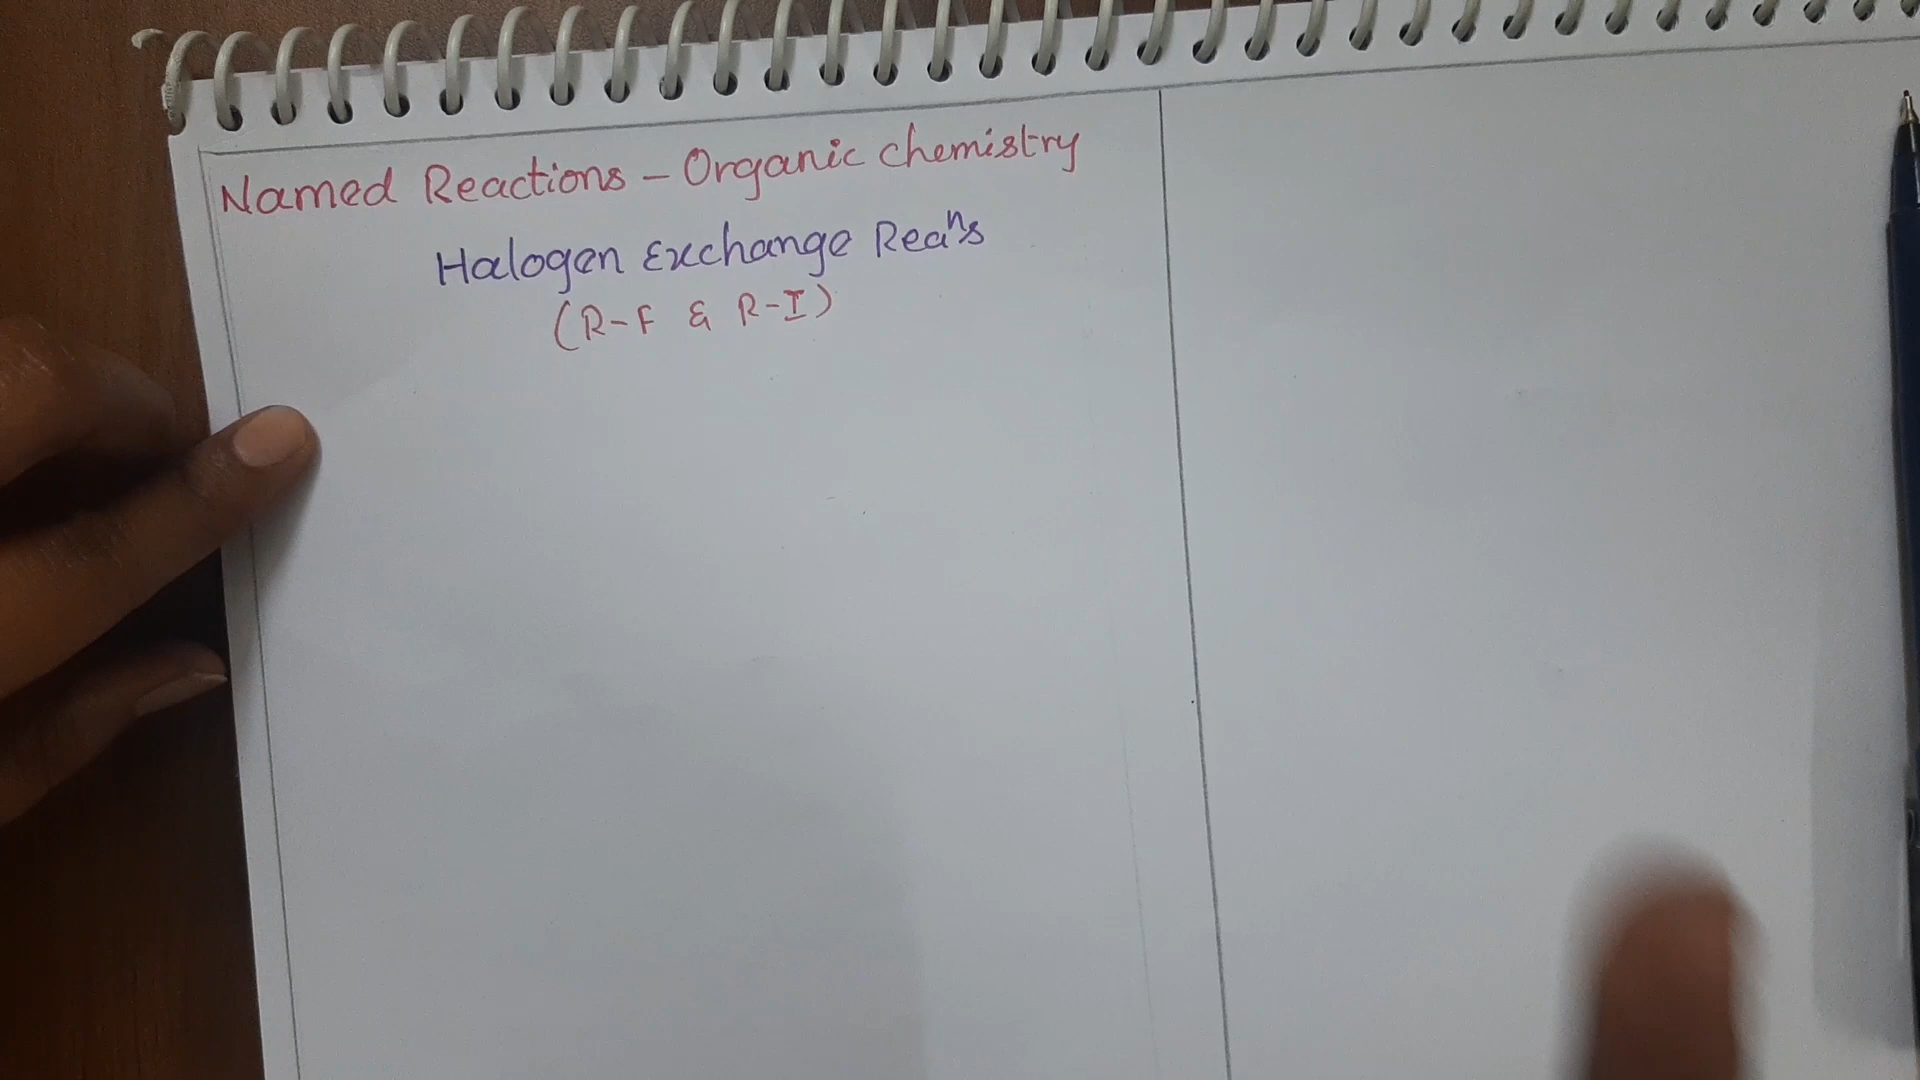 Named Reactions - Organic chemistry
Halogen Exchange Reaⁿs
(R-F & R-I)